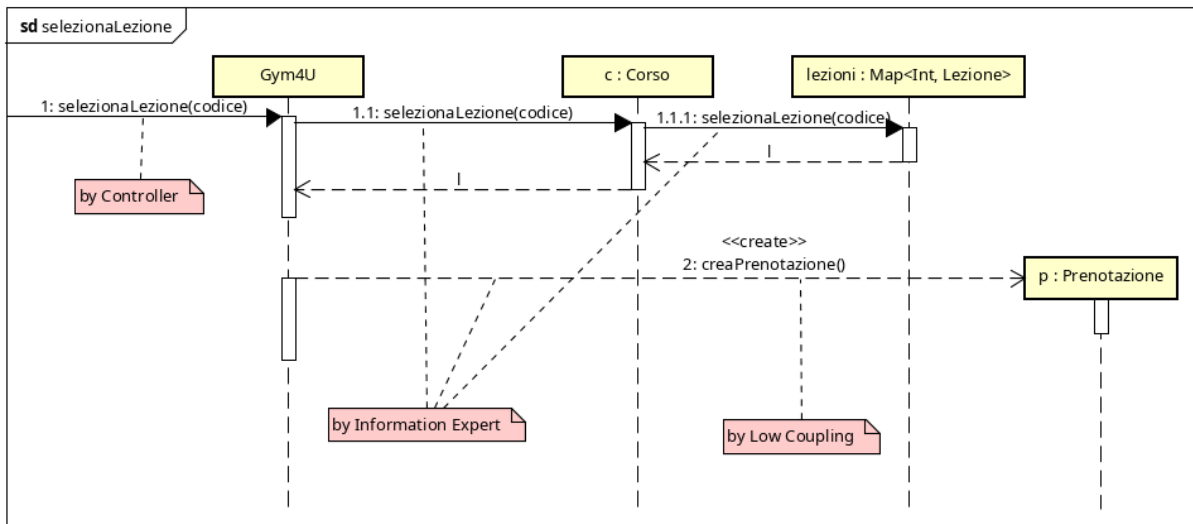 sd selezionaLezione
Gym4U
c : Corso
lezioni : Map<Int, Lezione>
1: selezionaLezione(codice)
1.1: selezionaLezione(codice)
1.1.1: selezionaLezione(codice)
l
l
by Controller
<<create>>
2: creaPrenotazione()
p : Prenotazione
by Information Expert
by Low Coupling